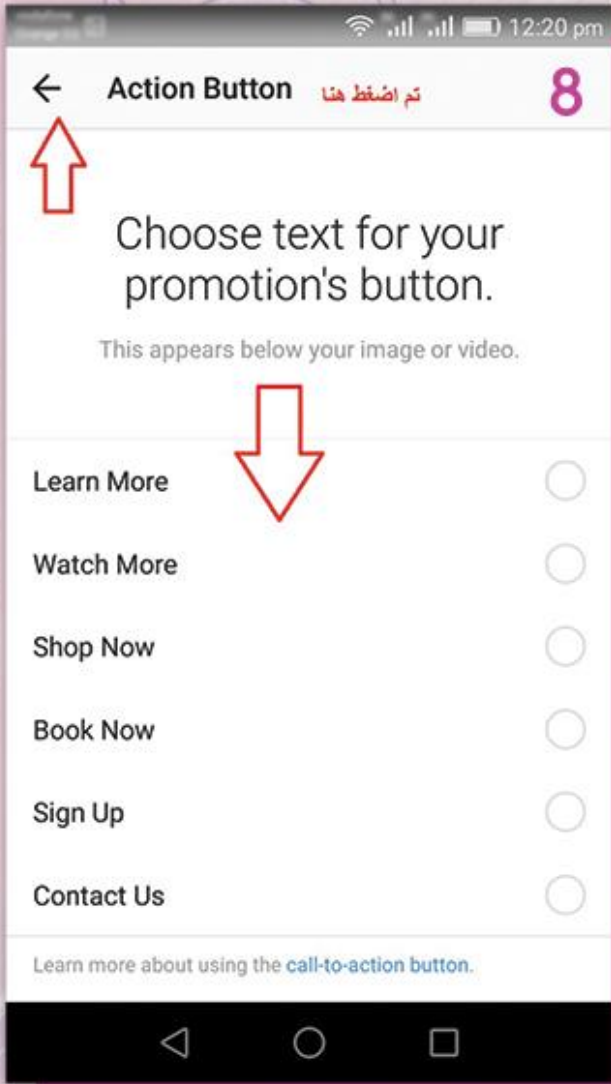 12:20 pm
Action Button
تم اضغط هنا
8
Choose text for your
promotion's button.
This appears below your image or video.
Learn More
Watch More
Shop Now
Book Now
Sign Up
Contact Us
Learn more about using the call-to-action button.